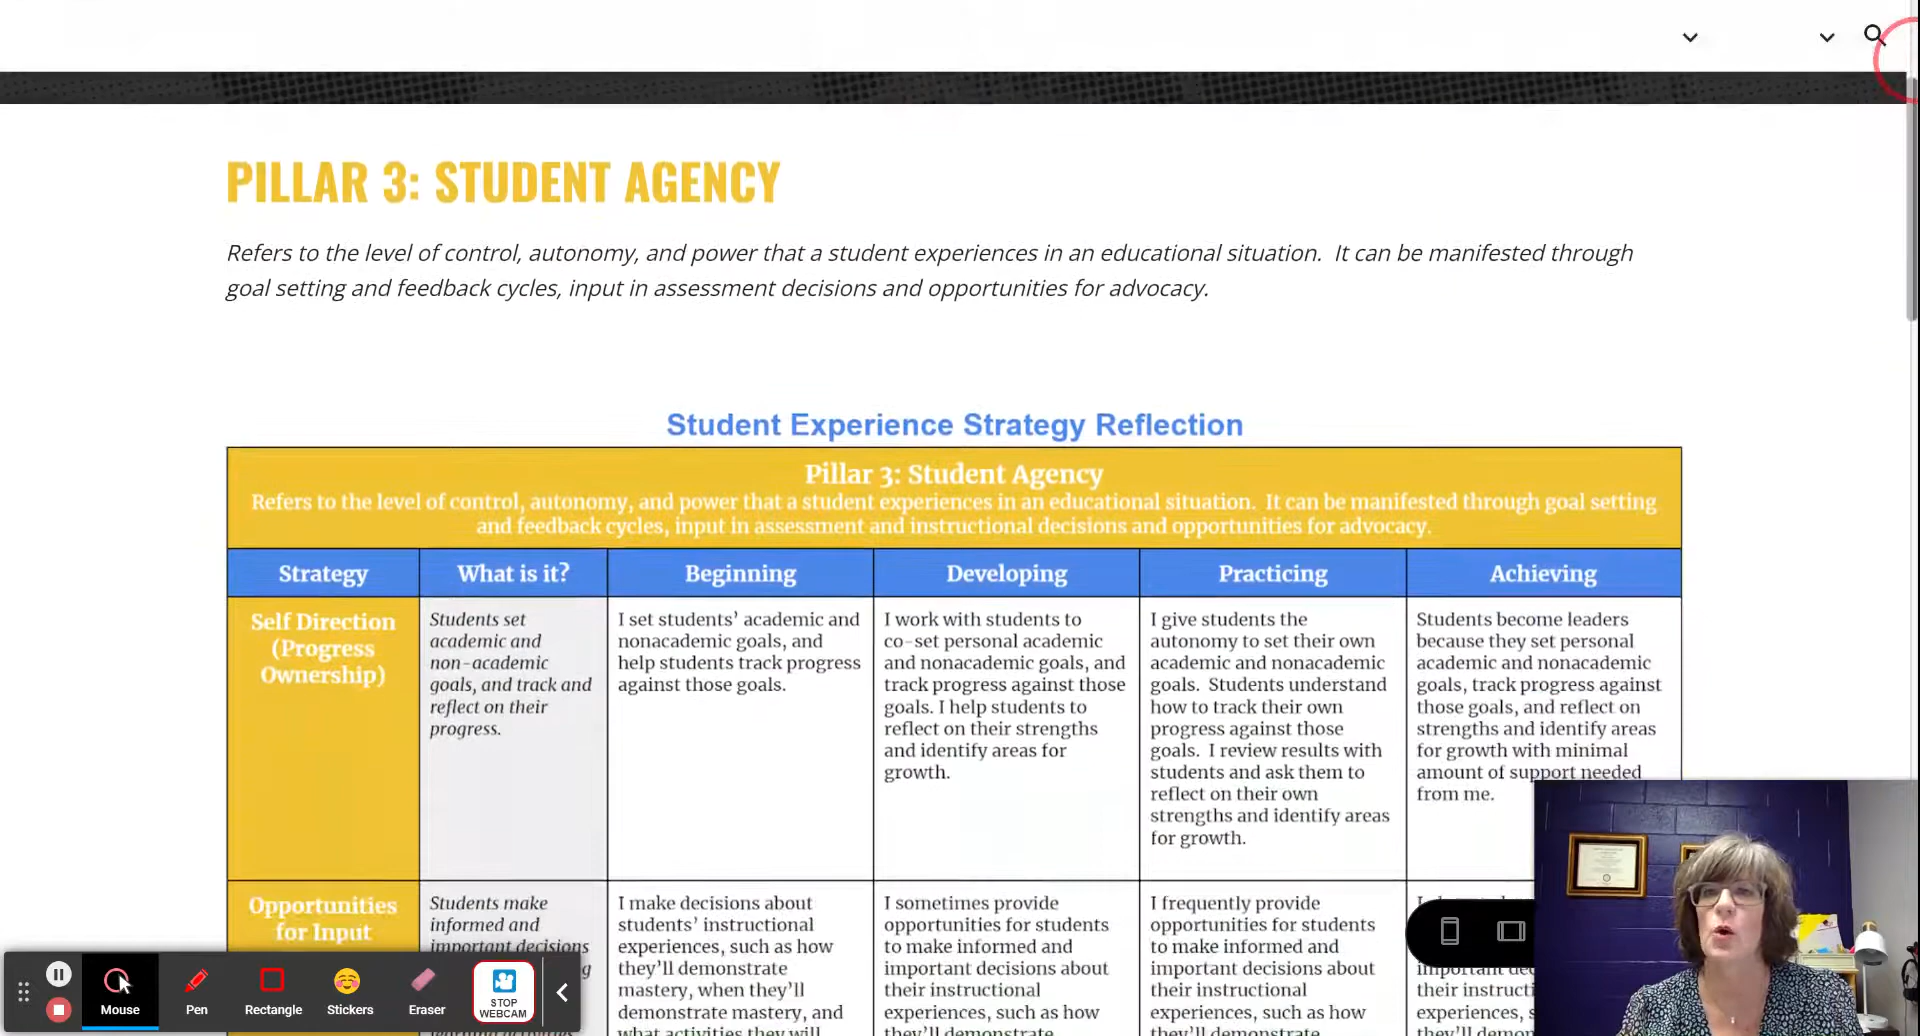 PILLAR 3: STUDENT AGENCY
Refers to the level of control, autonomy, and power that a student experiences in an educational situation.  It can be manifested through
goal setting and feedback cycles, input in assessment decisions and opportunities for advocacy.
Student Experience Strategy Reflection
Pillar 3: Student Agency
Refers to the level of control, autonomy, and power that a student experiences in an educational situation.  It can be manifested through goal setting
and feedback cycles, input in assessment and instructional decisions and opportunities for advocacy.
Strategy
What is it?
Beginning
Developing
Practicing
Achieving
Self Direction
(Progress
Ownership)
Students set
academic and
non-academic
goals, and track and
reflect on their
progress.
I set students’ academic and
nonacademic goals, and
help students track progress
against those goals.
I work with students to
co-set personal academic
and nonacademic goals, and
track progress against those
goals. I help students to
reflect on their strengths
and identify areas for
growth.
I give students the
autonomy to set their own
academic and nonacademic
goals.  Students understand
how to track their own
progress against those
goals.  I review results with
students and ask them to
reflect on their own
strengths and identify areas
for growth.
Students become leaders
because they set personal
academic and nonacademic
goals, track progress against
those goals, and reflect on
strengths and identify areas
for growth with minimal
amount of support needed
from me.
Opportunities
for Input
Students make
informed and
important decisions
I make decisions about
students’ instructional
experiences, such as how
they’ll demonstrate
mastery, when they’ll
demonstrate mastery, and
what activities they will
I sometimes provide
opportunities for students
to make informed and
important decisions about
their instructional
experiences, such as how
they’ll demonstrate
I frequently provide
opportunities for students
to make informed and
important decisions about
their instructional
experiences, such as how
they’ll demonstrate
Mouse
Pen
Rectangle
Stickers
Eraser
STOP
WEBCAM